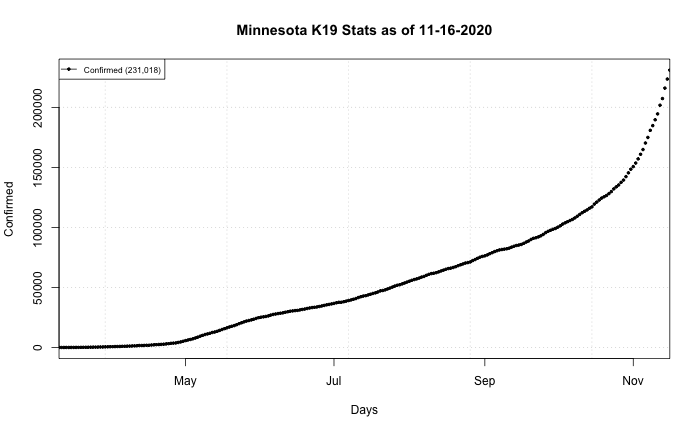 Minnesota K19 Stats as of 11-16-2020
Confirmed (231,018)
Confirmed
200000
150000
100000
50000
0
May
Jul
Sep
Nov
Days